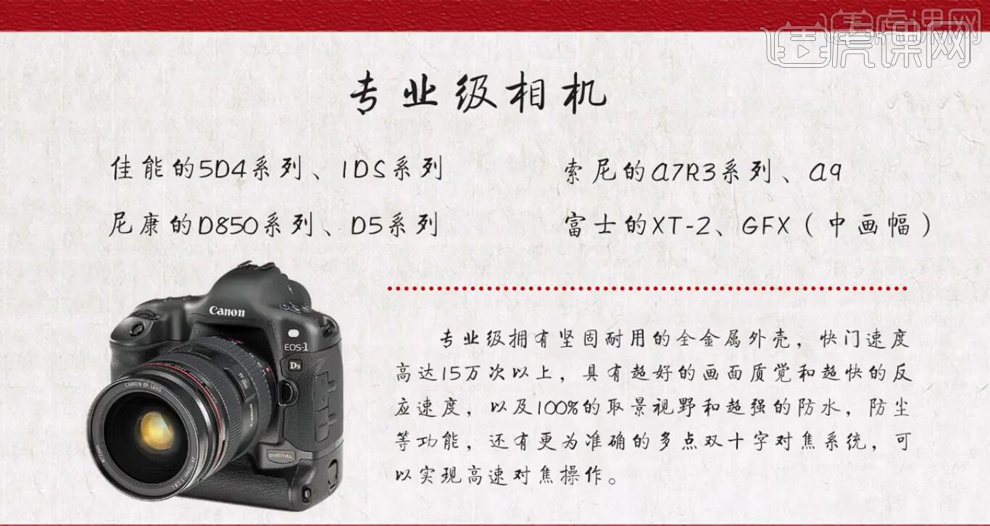 虎课网
专业级相机
佳能的5D4系列、1DS系列
索尼的A7R3系列、A9
尼康的D850系列、D5系列
富士的XT-2、GFX（中画幅）
Canon
EOS-1
Ds
DIGITAL
专业级拥有坚固耐用的全金属外壳，快门速度
高达15万次以上，具有超好的画面质觉和超快的反
应速度，以及100%的取景视野和超强的防水，防尘
等功能，还有更为准确的多点双十字对焦系统，可
以实现高速对焦操作。